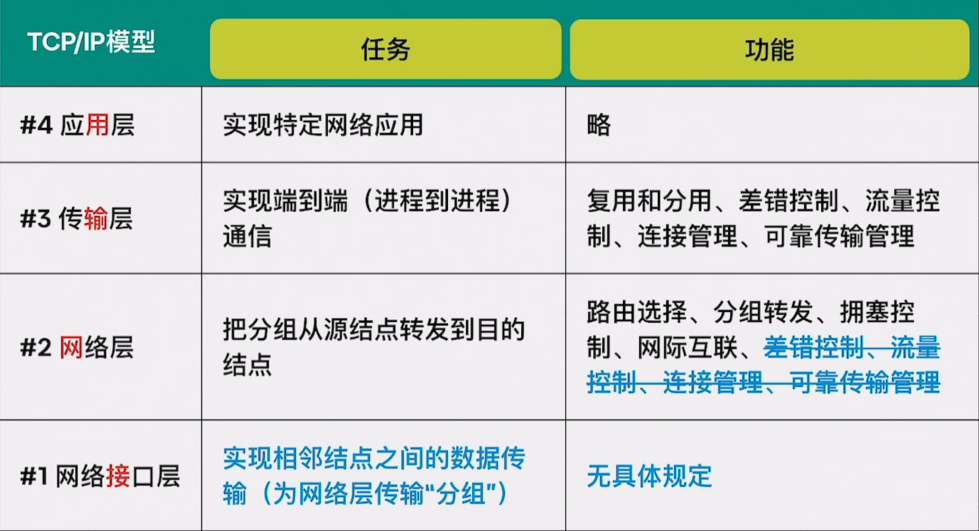 TCP/IP模型
任务
功能
#4 应用层
实现特定网络应用
略
#3 传输层
实现端到端（进程到进程）
通信
复用和分用、差错控制、流量控
制、连接管理、可靠传输管理
#2 网络层
把分组从源结点转发到目的
结点
路由选择、分组转发、拥塞控
制、网际互联、差错控制、流量
控制、连接管理、可靠传输管理
#1 网络接口层
实现相邻结点之间的数据传
输（为网络层传输“分组”）
无具体规定